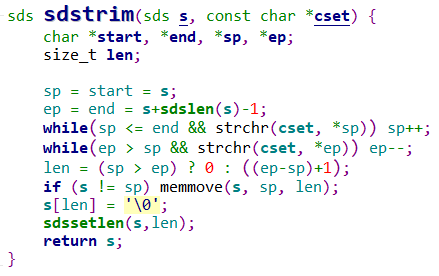 sds sdstrim(sds s, const char *cset) {
    char *start, *end, *sp, *ep;
    size_t len;

    sp = start = s;
    ep = end = s+sdslen(s)-1;
    while(sp <= end && strchr(cset, *sp)) sp++;
    while(ep > sp && strchr(cset, *ep)) ep--;
    len = (sp > ep) ? 0 : ((ep-sp)+1);
    if (s != sp) memmove(s, sp, len);
    s[len] = '\0';
    sdssetlen(s,len);
    return s;
}